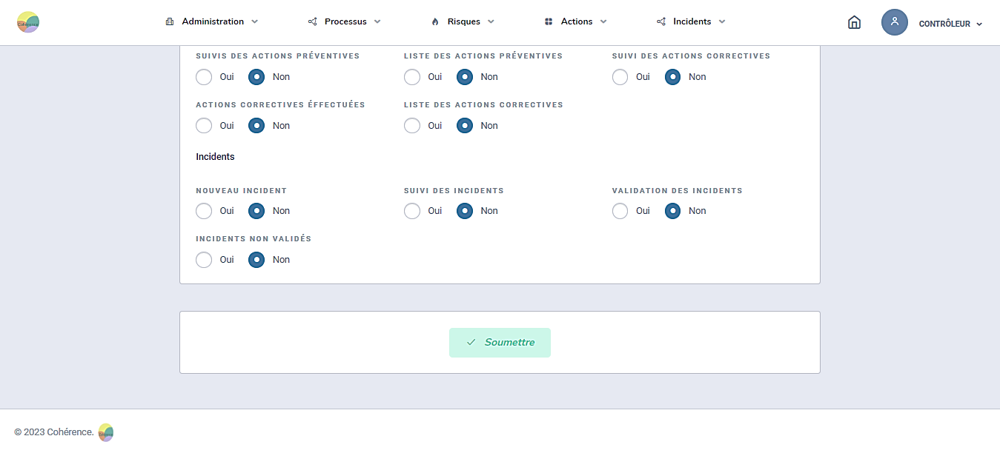 Cohérence Administration Processus Risques Actions Incidents CONTRÔLEUR
SUIVIS DES ACTIONS PRÉVENTIVES LISTE DES ACTIONS PRÉVENTIVES SUIVI DES ACTIONS CORRECTIVES
Oui Non Oui Non Oui Non
ACTIONS CORRECTIVES ÉFFECTUÉES LISTE DES ACTIONS CORRECTIVES
Oui Non Oui Non
Incidents
NOUVEAU INCIDENT SUIVI DES INCIDENTS VALIDATION DES INCIDENTS
Oui Non Oui Non Oui Non
INCIDENTS NON VALIDÉS
Oui Non
Soumettre
© 2023 Cohérence.